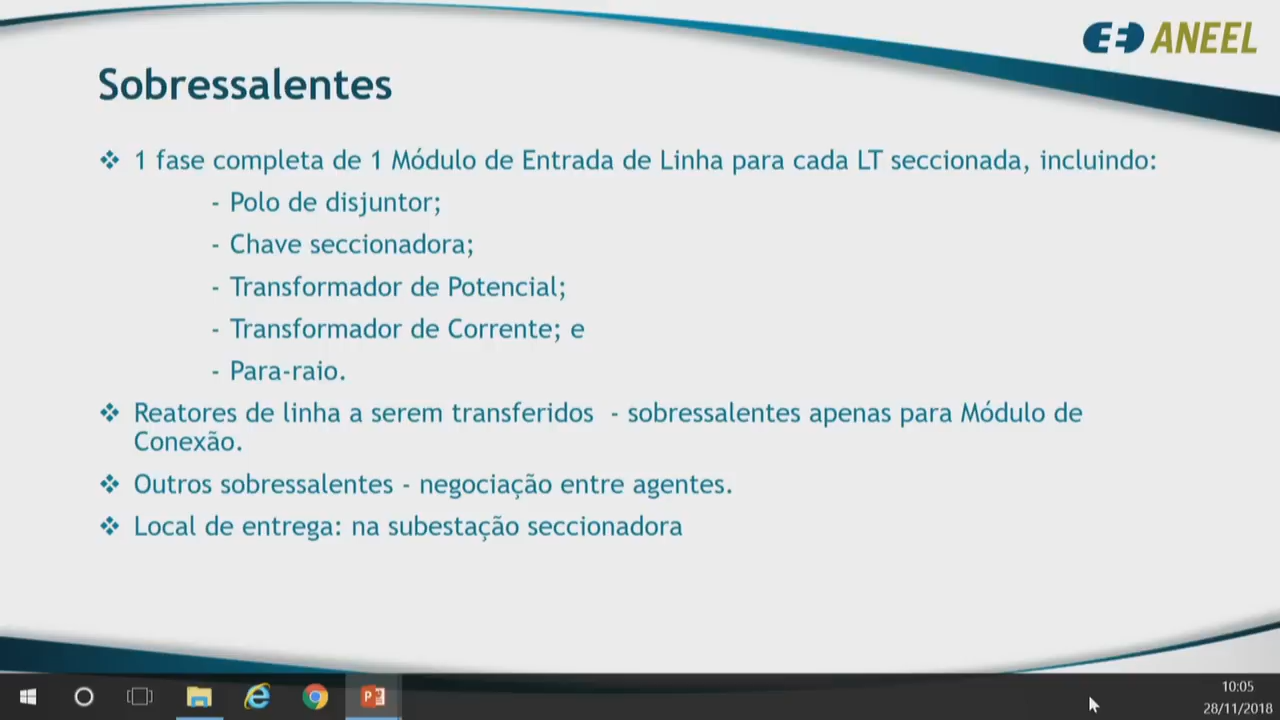 ANEEL
Sobressalentes
❖ 1 fase completa de 1 Módulo de Entrada de Linha para cada LT seccionada, incluindo:
- Polo de disjuntor;
- Chave seccionadora;
- Transformador de Potencial;
- Transformador de Corrente; e
- Para-raio.
❖ Reatores de linha a serem transferidos - sobressalentes apenas para Módulo de
Conexão.
❖ Outros sobressalentes - negociação entre agentes.
❖ Local de entrega: na subestação seccionadora
10:05
28/11/2018